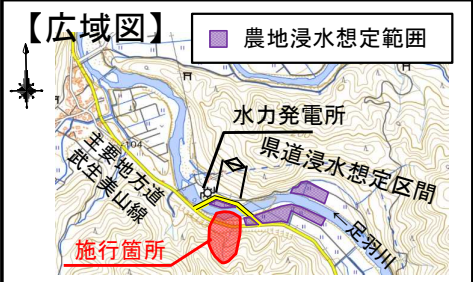 【広域図】
農地浸水想定範囲
水力発電所
県道浸水想定区間
主要地方道
武生美山線
104
←足羽川
施行箇所